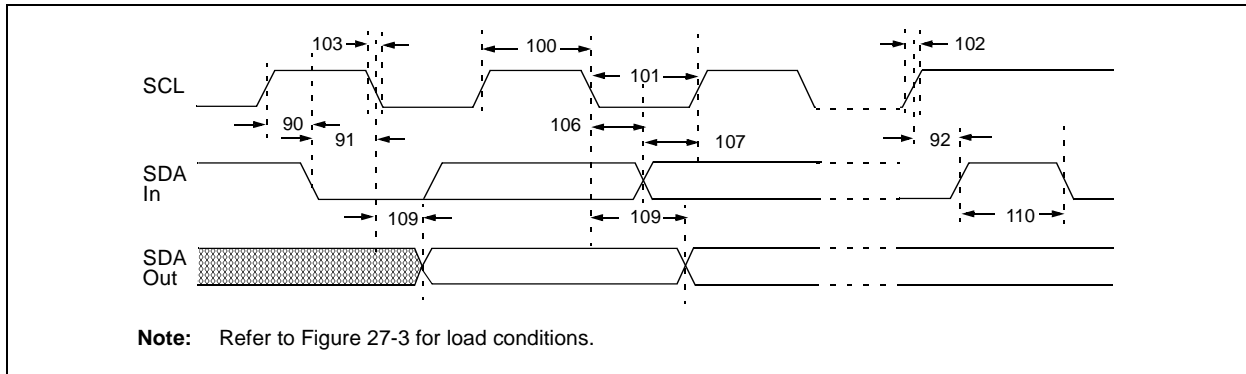 103
100
102
SCL
101
90
91
106
107
92
SDA
In
109
109
110
SDA
Out
Note: Refer to Figure 27-3 for load conditions.